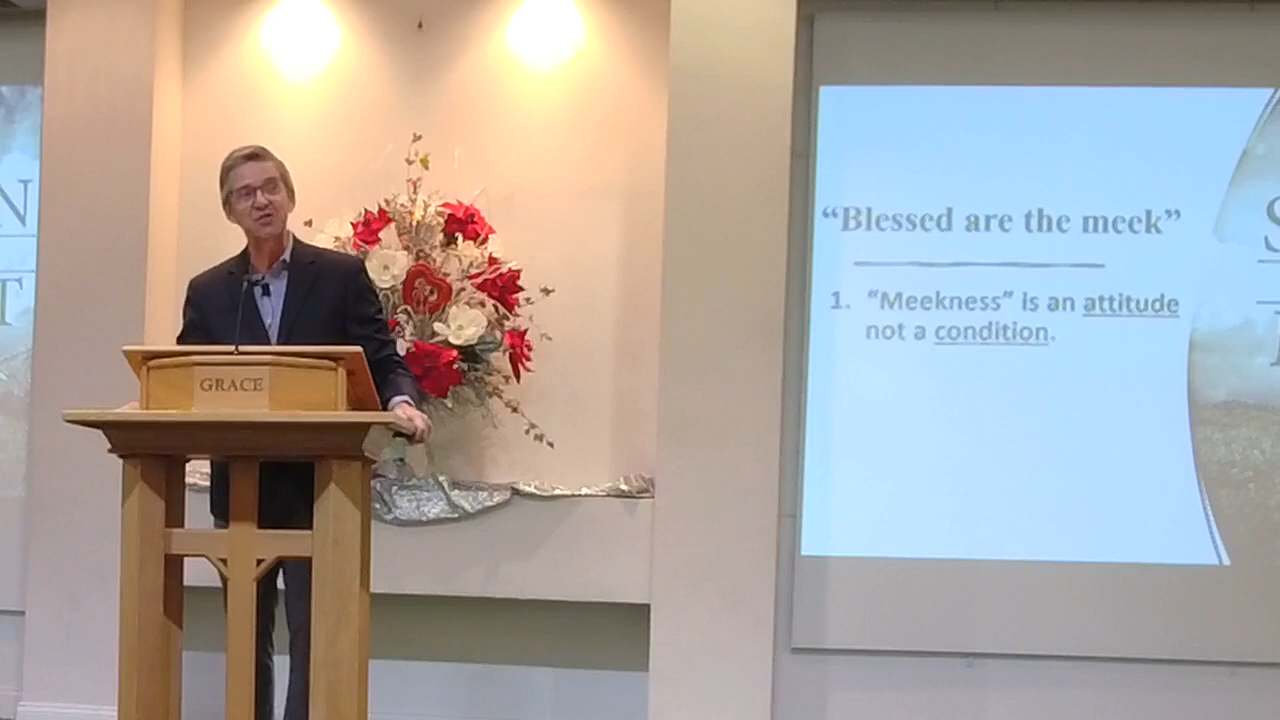 N
T
GRACE
“Blessed are the meek”
1. “Meekness” is an attitude
not a condition.
S